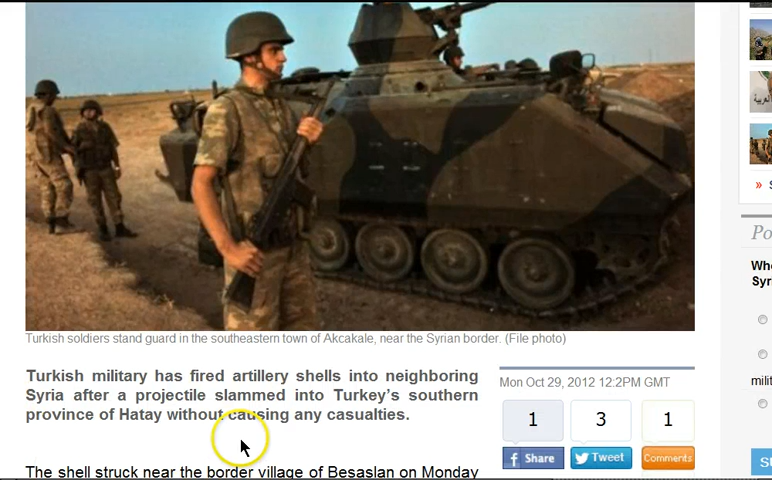 Turkish soldiers stand guard in the southeastern town of Akcakale, near the Syrian border. (File photo)
Turkish military has fired artillery shells into neighboring
Syria after a projectile slammed into Turkey's southern
province of Hatay without causing any casualties.
The shell struck near the border village of Besaslan on Monday
Mon Oct 29, 2012 12:2PM GMT
1 3 1
Share Tweet Comments
»
Po
Syr